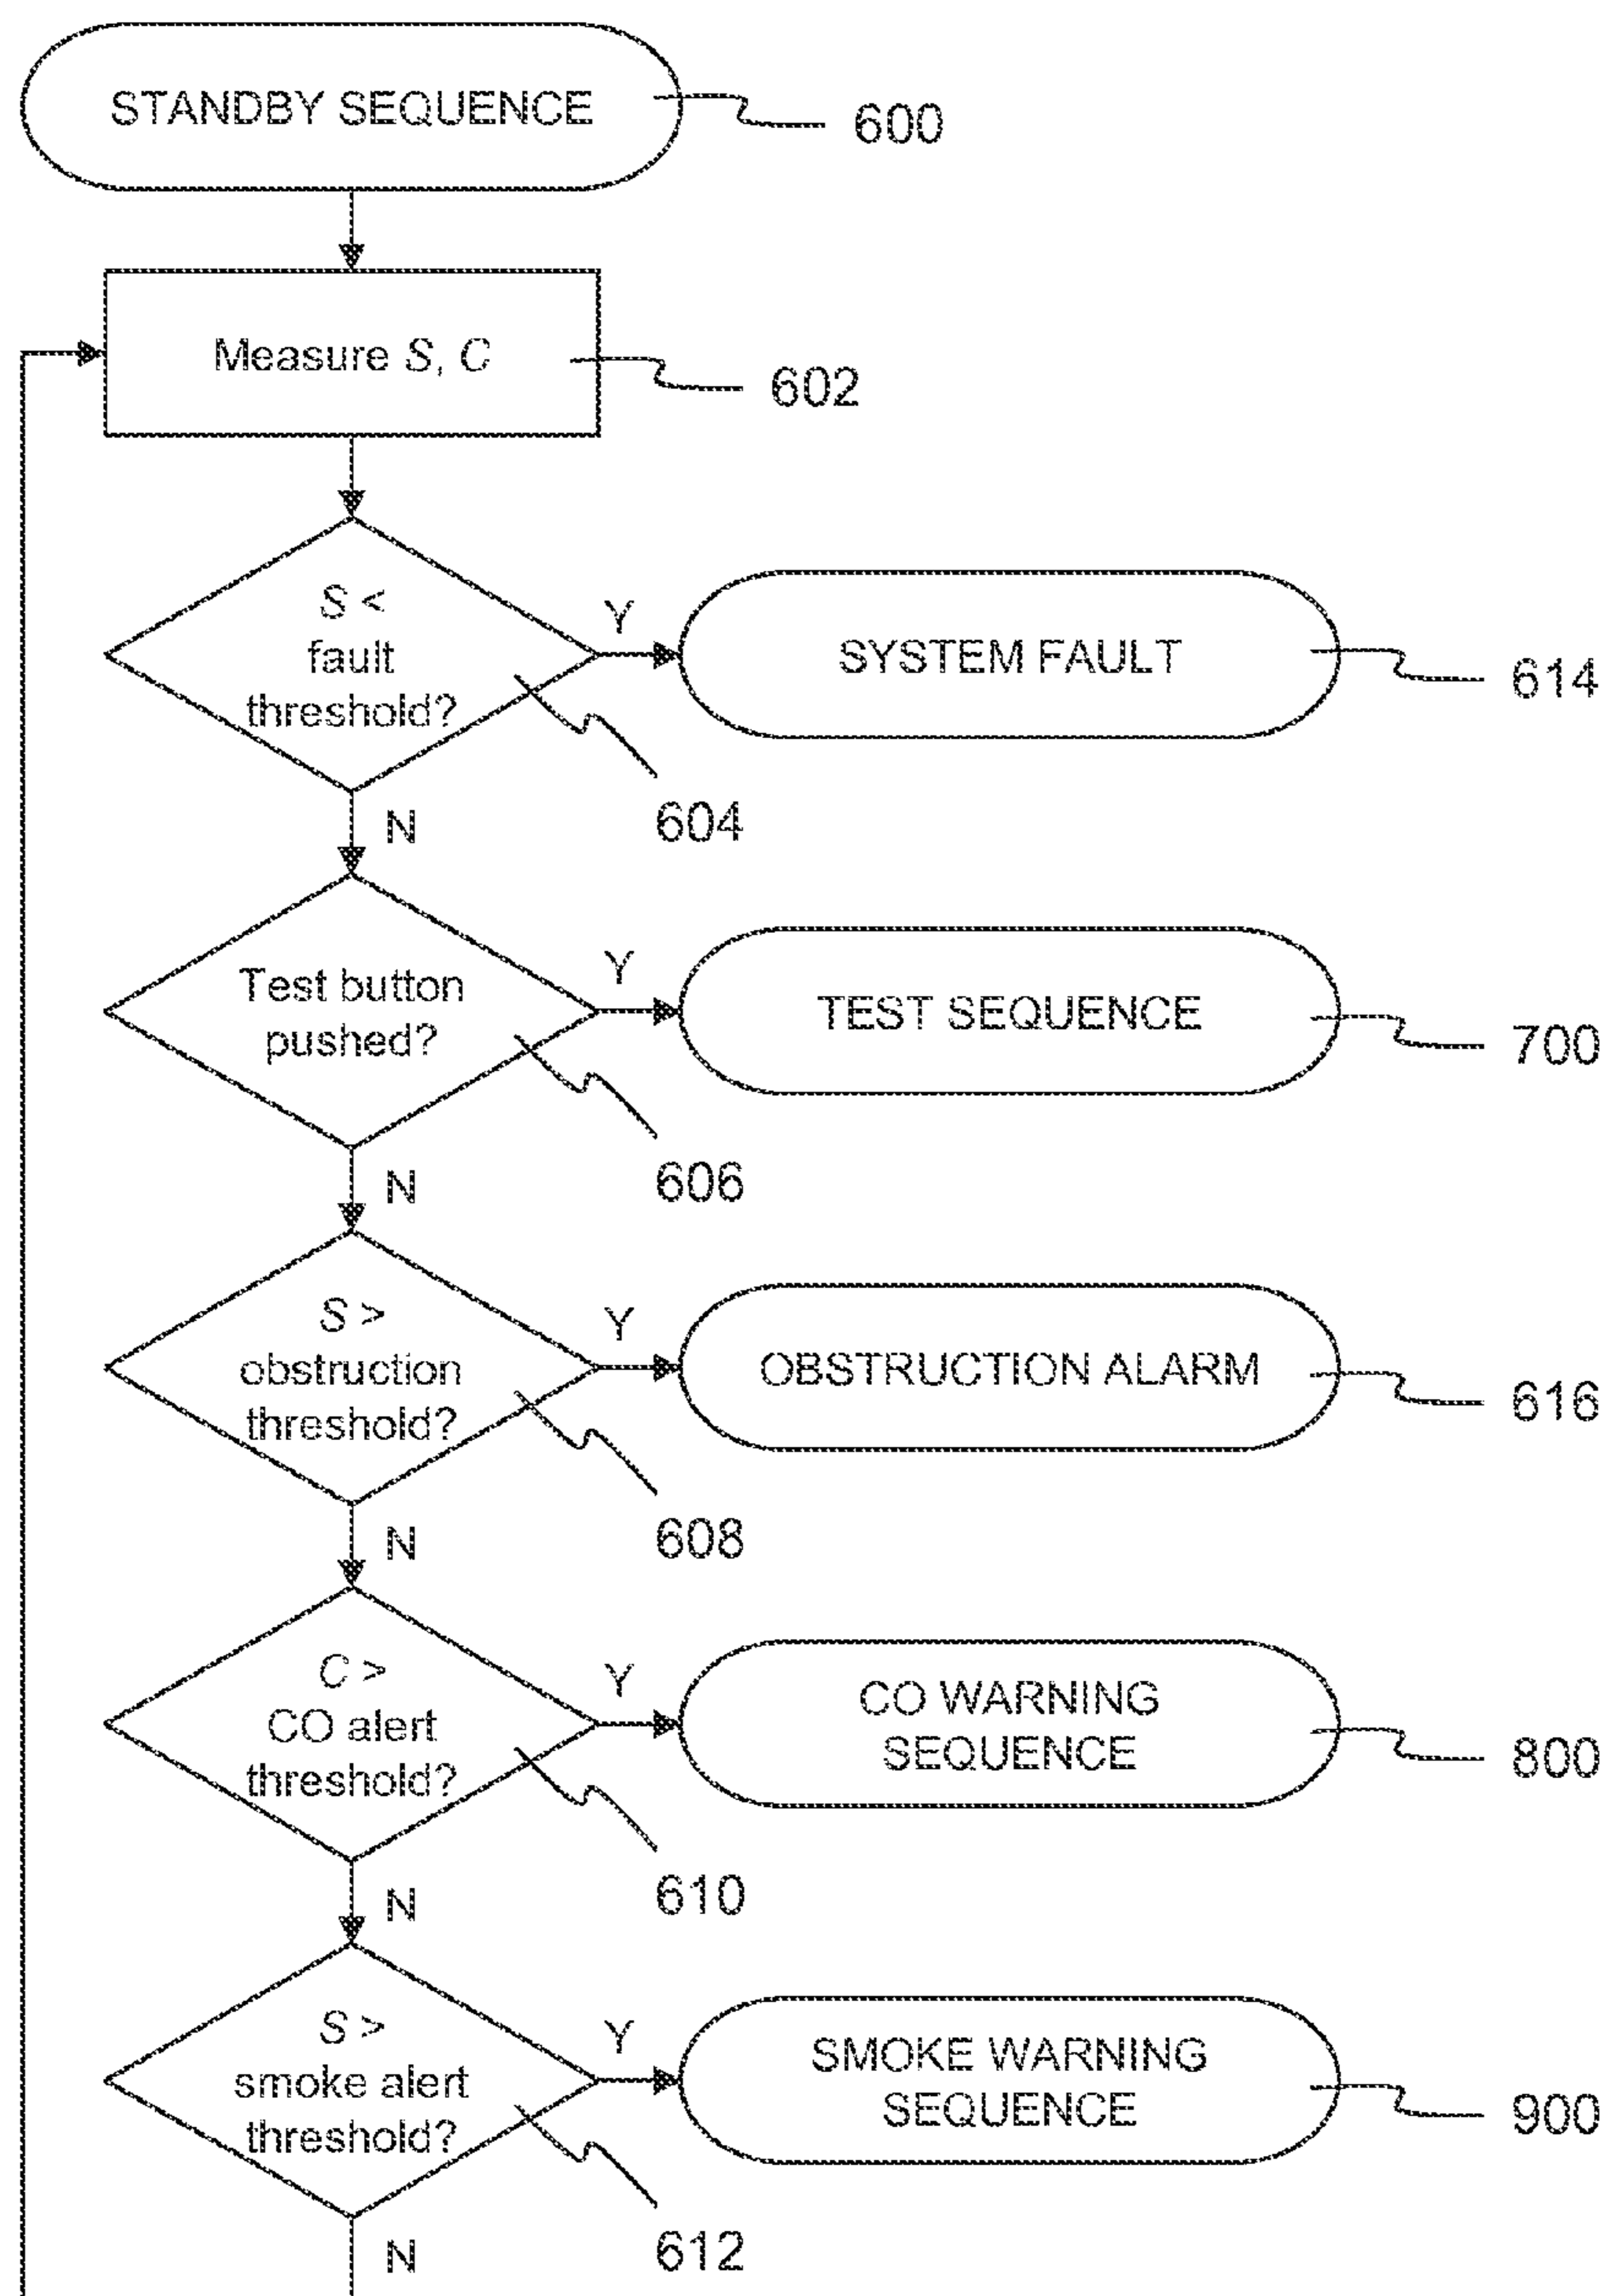 STANDBY SEQUENCE
600
Measure S, C
602
S <
fault
threshold?
Y
SYSTEM FAULT
614
604
N
Test button
pushed?
Y
TEST SEQUENCE
700
606
N
S >
obstruction
threshold?
Y
OBSTRUCTION ALARM
616
608
N
C >
CO alert
threshold?
Y
CO WARNING
SEQUENCE
800
610
N
S >
smoke alert
threshold?
Y
SMOKE WARNING
SEQUENCE
900
612
N